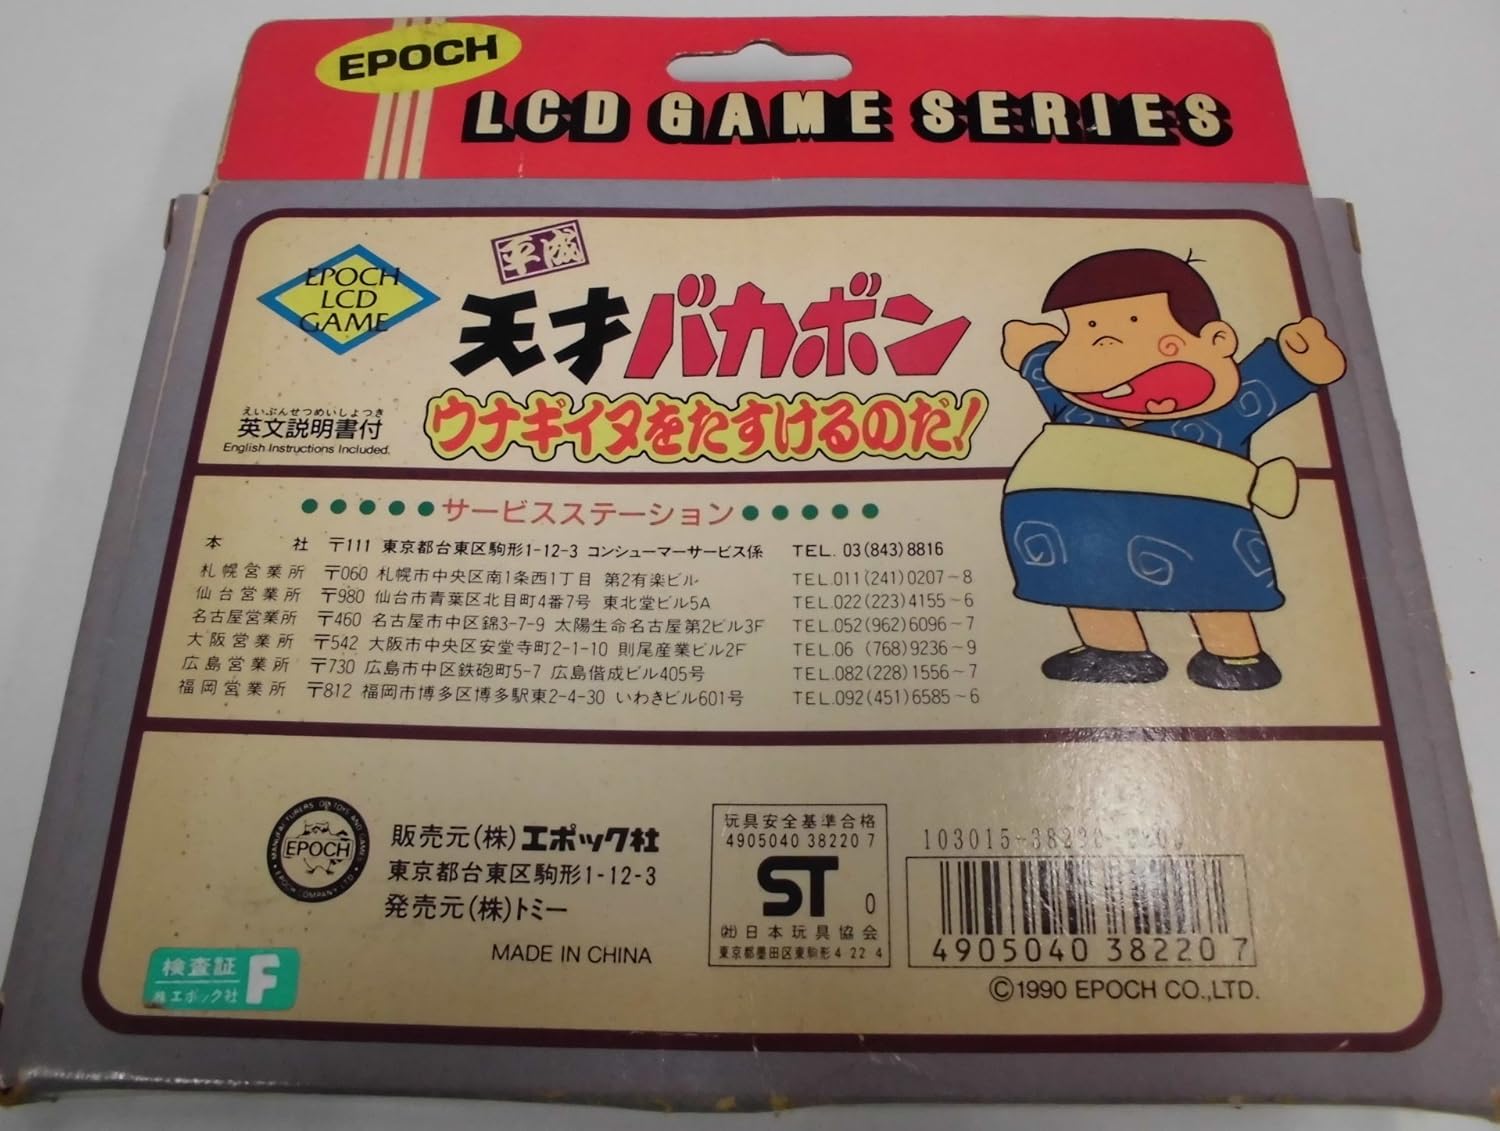 EPOCH
LCD GAME SERIES
EPOCH
LCD
GAME
平成
天才バカボン
ウナギイヌをたすけるのだ!
えいぶんせつめいしよつき
英文説明書付
English Instructions Included.
サービスステーション
本 社 〒111 東京都台東区駒形1-12-3 コンシューマーサービス係 TEL. 03(843)8816
札幌営業所 〒060 札幌市中央区南1条西1丁目 第2有楽ビル TEL.011(241)0207~8
仙台営業所 〒980 仙台市青葉区北目町4番7号 東北堂ビル5A TEL.022(223)4155~6
名古屋営業所 〒460 名古屋市中区錦3-7-9 太陽生命名古屋第2ビル3F TEL.052(962)6096~7
大阪営業所 〒542 大阪市中央区安堂寺町2-1-10 則尾産業ビル2F TEL.06 (768)9236~9
広島営業所 〒730 広島市中区鉄砲町5-7 広島偕成ビル405号 TEL.082(228)1556~7
福岡営業所 〒812 福岡市博多区博多駅東2-4-30 いわきビル601号 TEL.092(451)6585~6
MANUFACTURERS OF TOYS AND GAMES
EPOCH
EPOCH COMPANY LTD.
販売元(株)エポック社
東京都台東区駒形1-12-3
発売元(株)トミー
MADE IN CHINA
検査証 F
株エポック社
玩具安全基準合格
4905040 38220 7
ST 0
(社)日本玩具協会
東京都墨田区東駒形4-22-4
103015-38220
4905040 38220 7
©1990 EPOCH CO.,LTD.